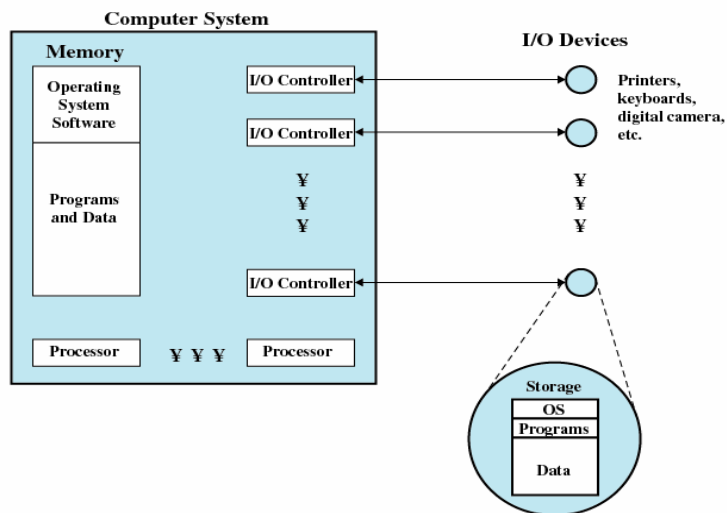 Computer System
Memory
Operating
System
Software
Programs
and Data
I/O Controller
I/O Controller
¥
¥
¥
I/O Controller
Processor
¥ ¥ ¥
Processor
I/O Devices
Printers,
keyboards,
digital camera,
etc.
¥
¥
¥
Storage
OS
Programs
Data